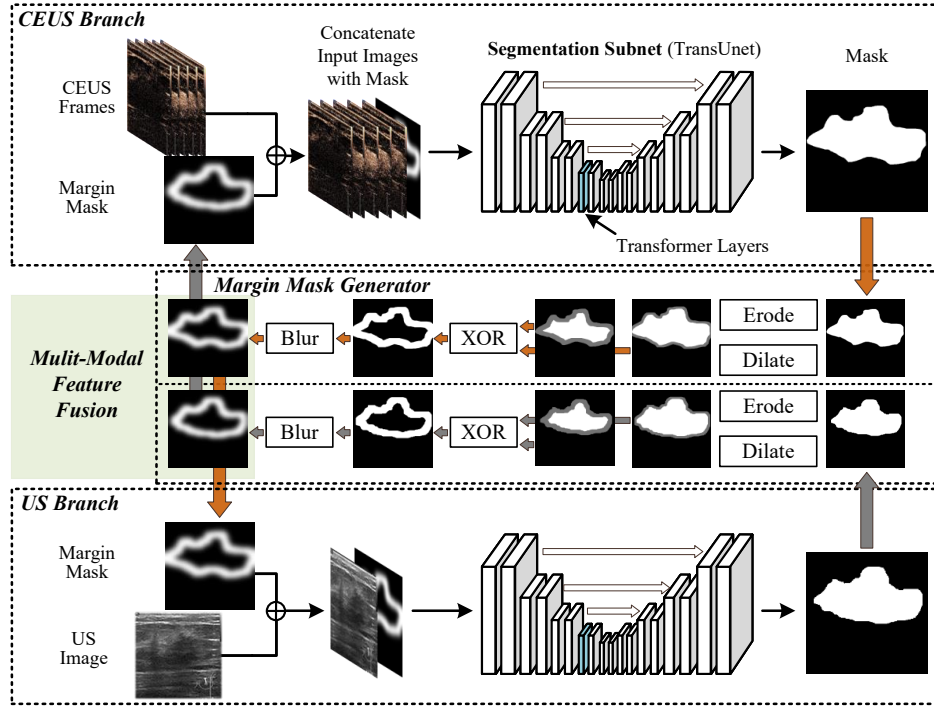 CEUS Branch
CEUS
Frames
Margin
Mask
Concatenate
Input Images
with Mask
Segmentation Subnet (TransUnet)
Transformer Layers
Mask
Margin Mask Generator
Mulit-Modal
Feature
Fusion
Blur
XOR
Erode
Dilate
Blur
XOR
Erode
Dilate
US Branch
Margin
Mask
US
Image